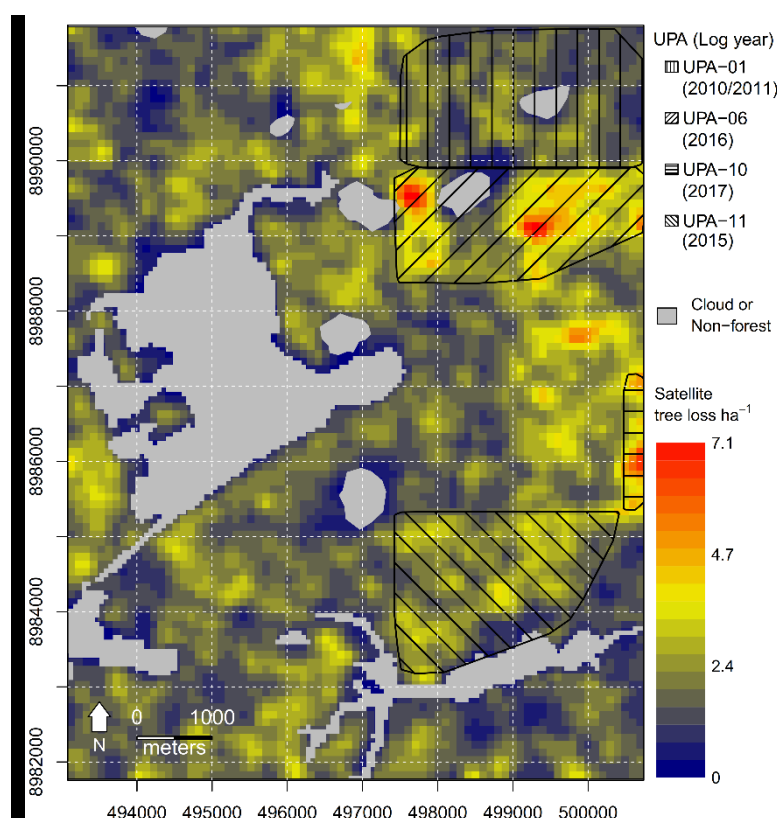 UPA (Log year)
UPA−01
(2010/2011)
UPA−06
(2016)
UPA−10
(2017)
UPA−11
(2015)
Cloud or
Non−forest
Satellite
tree loss ha⁻¹
7.1
4.7
2.4
0
8990000
8988000
8986000
8984000
8982000
N
0 1000
meters
494000 495000 496000 497000 498000 499000 500000